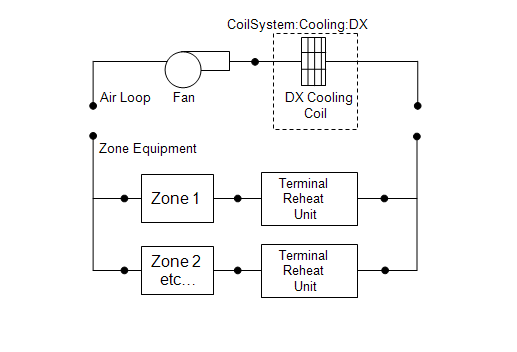 CoilSystem:Cooling:DX
Air Loop
Fan
DX Cooling
Coil
Zone Equipment
Zone 1
Terminal
Reheat
Unit
Zone 2
etc...
Terminal
Reheat
Unit